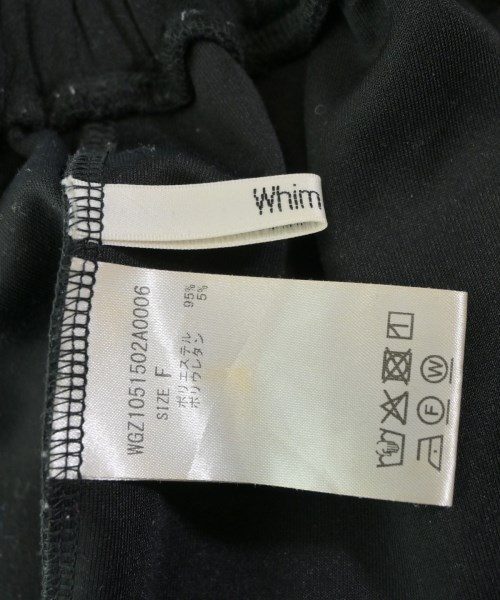 Whim
WGZ1051502A0006
SIZE F
ポリエステル 95%
ポリウレタン 5%
F W